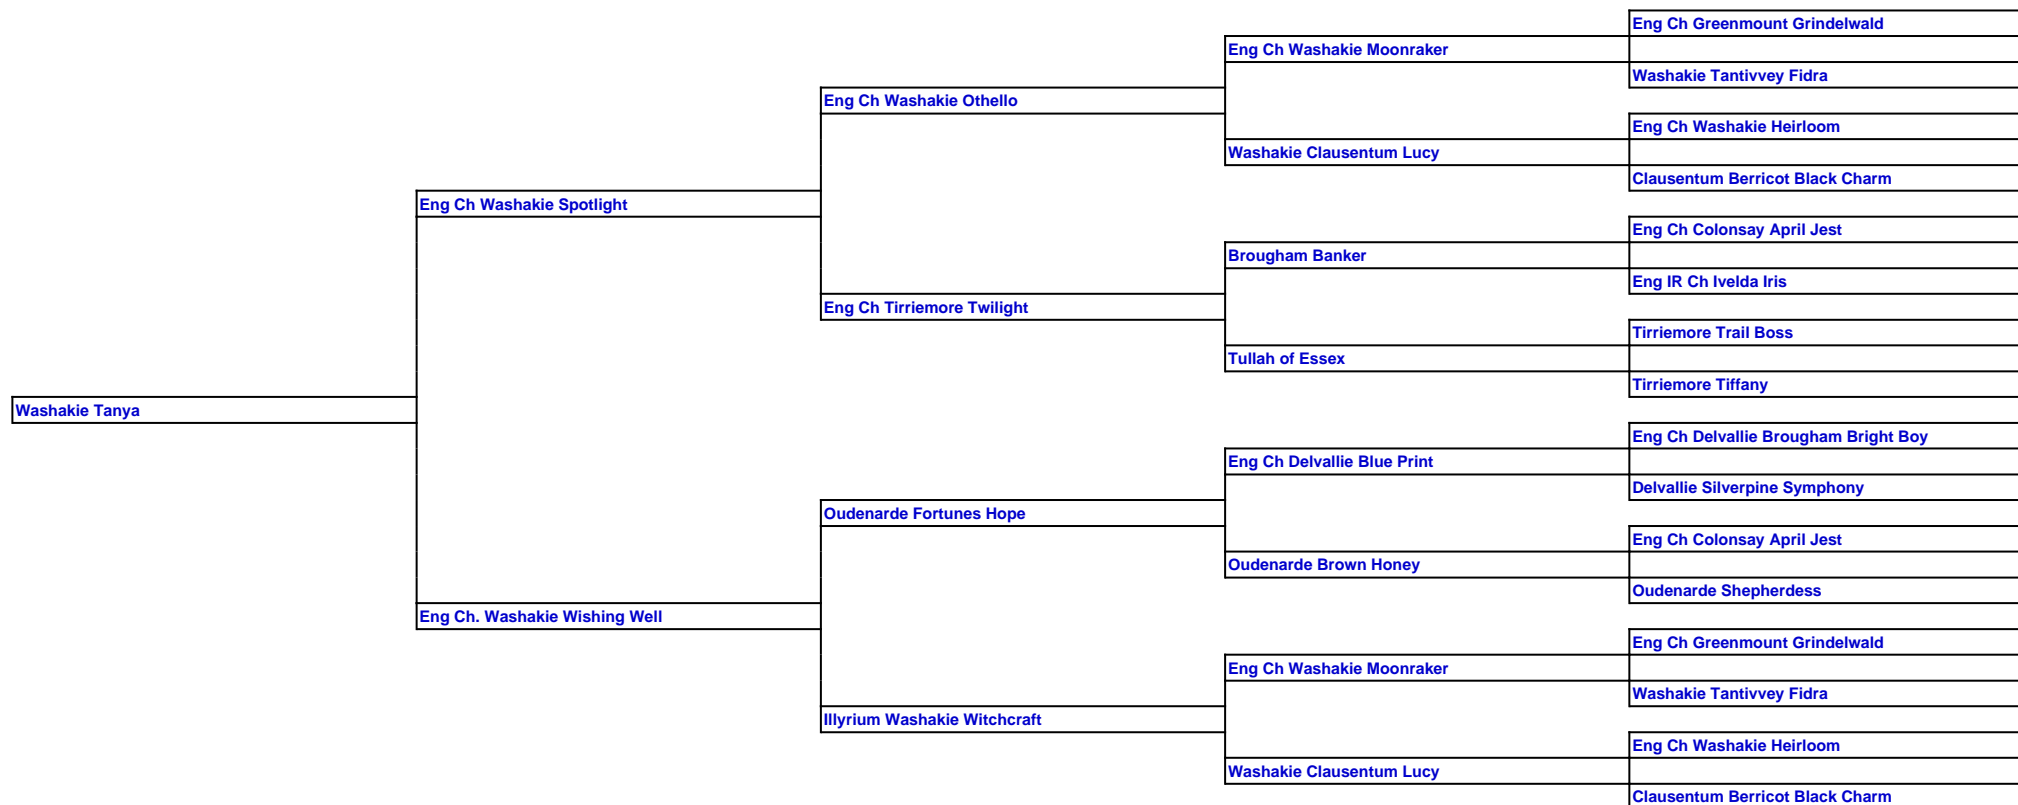 Eng Ch Greenmount Grindelwald
Eng Ch Washakie Moonraker
Washakie Tantivvey Fidra
Eng Ch Washakie Othello
Eng Ch Washakie Heirloom
Washakie Clausentum Lucy
Clausentum Berricot Black Charm
Eng Ch Washakie Spotlight
Eng Ch Colonsay April Jest
Brougham Banker
Eng IR Ch Ivelda Iris
Eng Ch Tirriemore Twilight
Tirriemore Trail Boss
Tullah of Essex
Tirriemore Tiffany
Washakie Tanya
Eng Ch Delvallie Brougham Bright Boy
Eng Ch Delvallie Blue Print
Delvallie Silverpine Symphony
Oudenarde Fortunes Hope
Eng Ch Colonsay April Jest
Oudenarde Brown Honey
Oudenarde Shepherdess
Eng Ch. Washakie Wishing Well
Eng Ch Greenmount Grindelwald
Eng Ch Washakie Moonraker
Washakie Tantivvey Fidra
Illyrium Washakie Witchcraft
Eng Ch Washakie Heirloom
Washakie Clausentum Lucy
Clausentum Berricot Black Charm